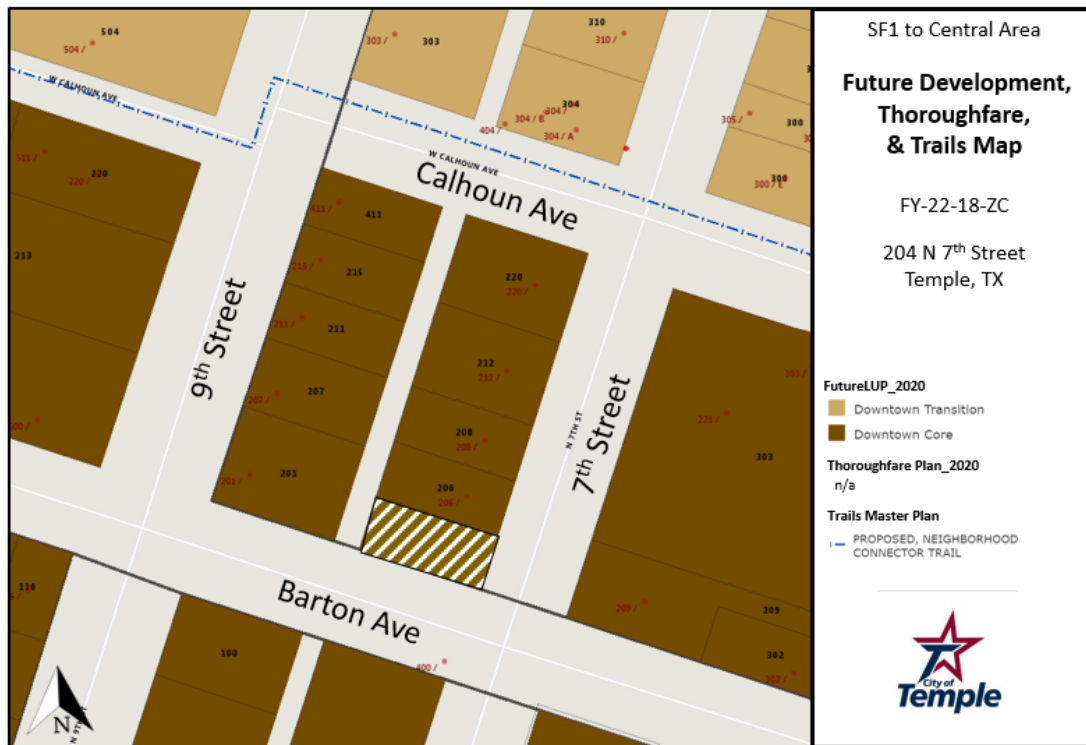 504
504 /
303 /
303
310
310 /
W CALHOUN AVE
304
304 /
304 / B
304 / A
404 /
305 /
300
300
300 / E
W CALHOUN AVE
Calhoun Ave
511 /
220
220 /
213
411 /
411
215 /
215
211 /
211
207 /
207
201 /
201
9th Street
220
220 /
212
212 /
208
208 /
206
206 /
N 7TH ST
7th Street
303 /
221 /
303
209 /
209
302
302 /
Barton Ave
116
100
400 /
N 9TH ST
N
SF1 to Central Area
Future Development,
Thoroughfare,
& Trails Map
FY-22-18-ZC
204 N 7th Street
Temple, TX
FutureLUP_2020
Downtown Transition
Downtown Core
Thoroughfare Plan_2020
n/a
Trails Master Plan
PROPOSED, NEIGHBORHOOD
CONNECTOR TRAIL
City of
Temple